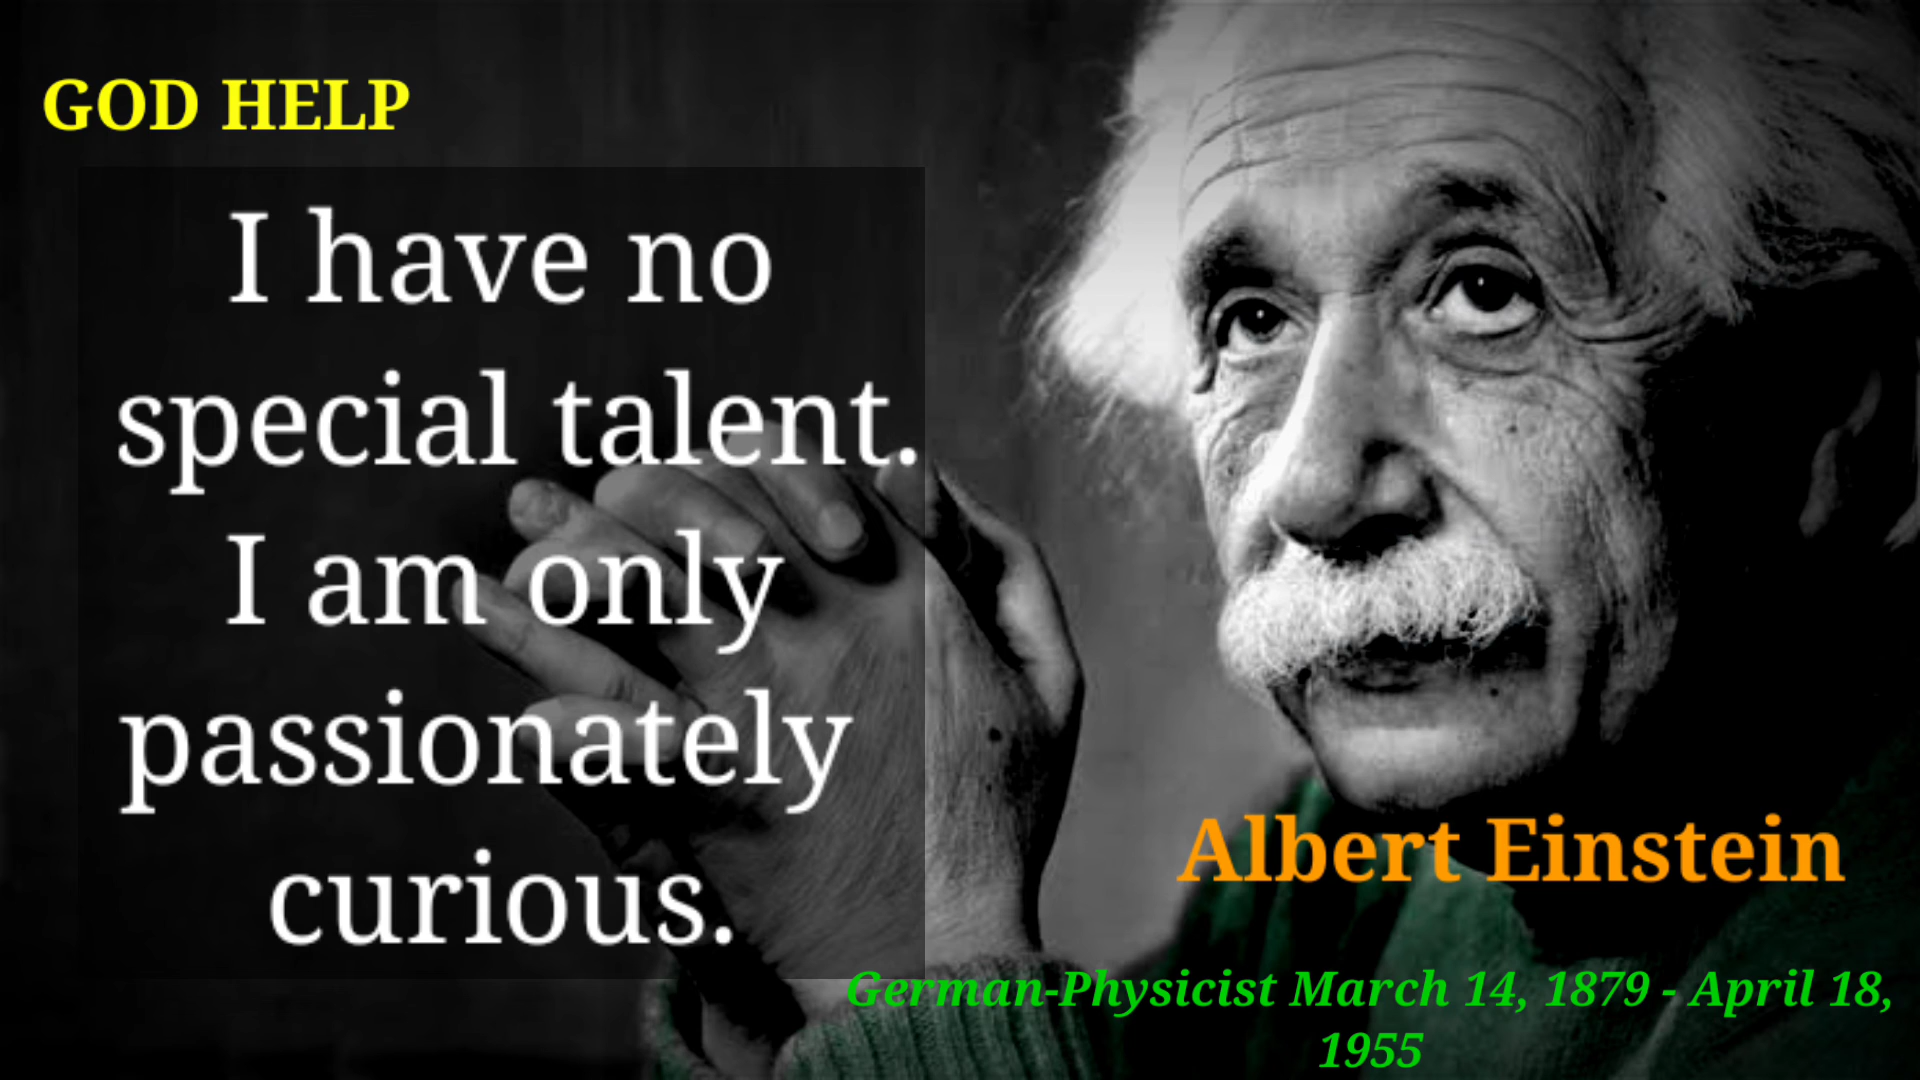 GOD HELP
I have no
special talent.
I am only
passionately
curious.
Albert Einstein
German-Physicist March 14, 1879 - April 18,
1955